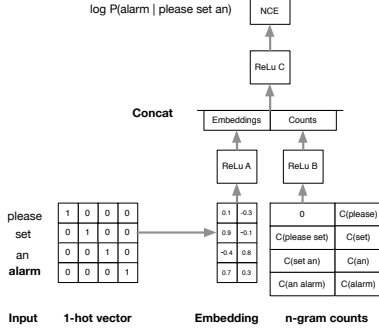 log P(alarm | please set an)
NCE
ReLu C
Concat
Embeddings Counts
ReLu A ReLu B
please 1 0 0 0 0.1 -0.3 0 C(please)
set 0 1 0 0 0.9 -0.1 C(please set) C(set)
an 0 0 1 0 -0.4 0.8 C(set an) C(an)
alarm 0 0 0 1 0.7 0.3 C(an alarm) C(alarm)
Input 1-hot vector Embedding n-gram counts